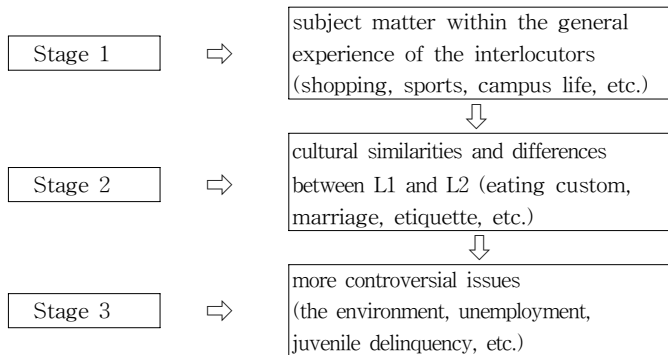 Stage 1
subject matter within the general
experience of the interlocutors
(shopping, sports, campus life, etc.)
Stage 2
cultural similarities and differences
between L1 and L2 (eating custom,
marriage, etiquette, etc.)
Stage 3
more controversial issues
(the environment, unemployment,
juvenile delinquency, etc.)